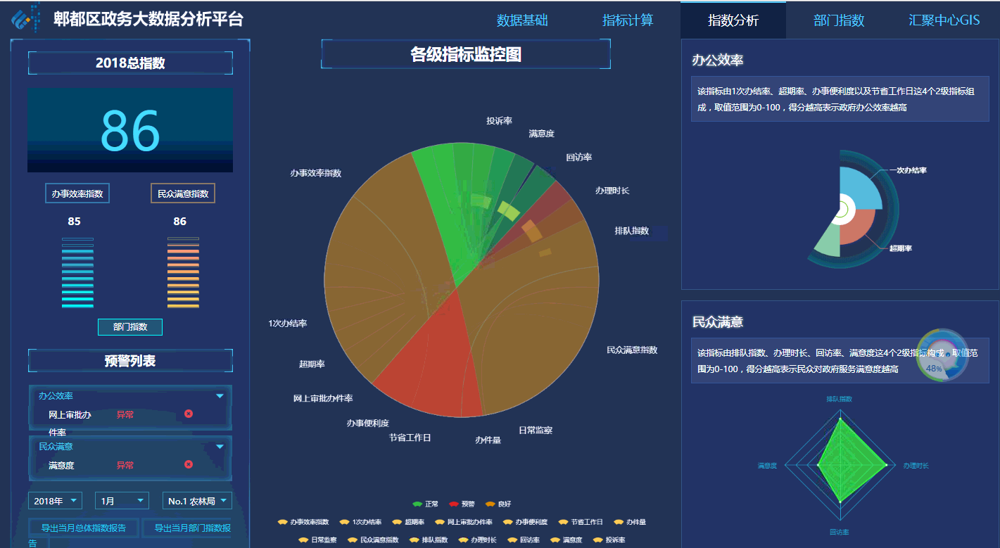 郫都区政务大数据分析平台
数据基础
指标计算
指数分析
部门指数
汇聚中心GIS
2018总指数
86
办事效率指数
民众满意指数
85
86
部门指数
预警列表
办公效率
网上审批办
异常
件率
民众满意
满意度
异常
2018年
1月
No.1 农林局
导出当月总体指数报告
导出当月部门指数报
告
各级指标监控图
投诉率
满意度
回访率
办事效率指数
办理时长
排队指数
1次办结率
民众满意指数
超期率
网上审批办件率
办事便利度
节省工作日
办件量
日常监察
正常
预警
良好
办事效率指数
1次办结率
超期率
网上审批办件率
办事便利度
节省工作日
办件量
日常监察
民众满意指数
排队指数
办理时长
回访率
满意度
投诉率
办公效率
该指标由1次办结率、超期率、办事便利度以及节省工作日这4个2级指标组
成，取值范围为0-100，得分越高表示政府办公效率越高
一次办结率
超期率
民众满意
该指标由排队指数、办理时长、回访率、满意度这4个2级指标构成，取值范
围为0-100，得分越高表示民众对政府服务满意度越高
48%
排队指数
满意度
办理时长
回访率